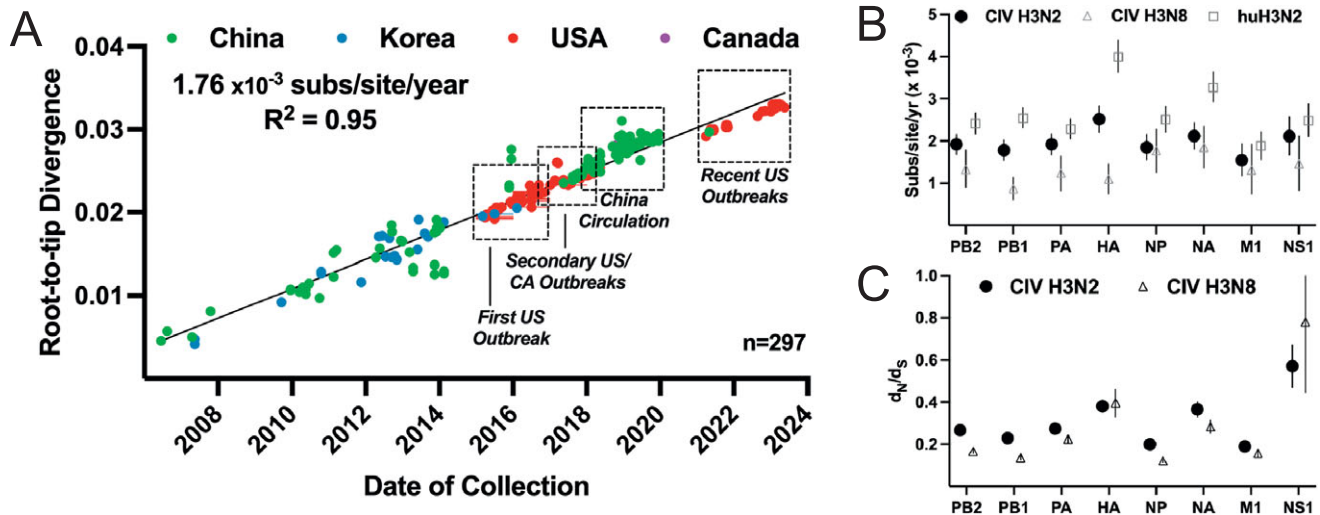 A
China Korea USA Canada
1.76 x10⁻³ subs/site/year
R² = 0.95
Root-to-tip Divergence
0.04
0.03
0.02
0.01
First US
Outbreak
Secondary US/
CA Outbreaks
China
Circulation
Recent US
Outbreaks
n=297
2008 2010 2012 2014 2016 2018 2020 2022 2024
Date of Collection
B
CIV H3N2 CIV H3N8 huH3N2
Subs/site/yr (x 10⁻³)
5
4
3
2
1
PB2 PB1 PA HA NP NA M1 NS1
C
CIV H3N2 CIV H3N8
dN/dS
1.0
0.8
0.6
0.4
0.2
PB2 PB1 PA HA NP NA M1 NS1